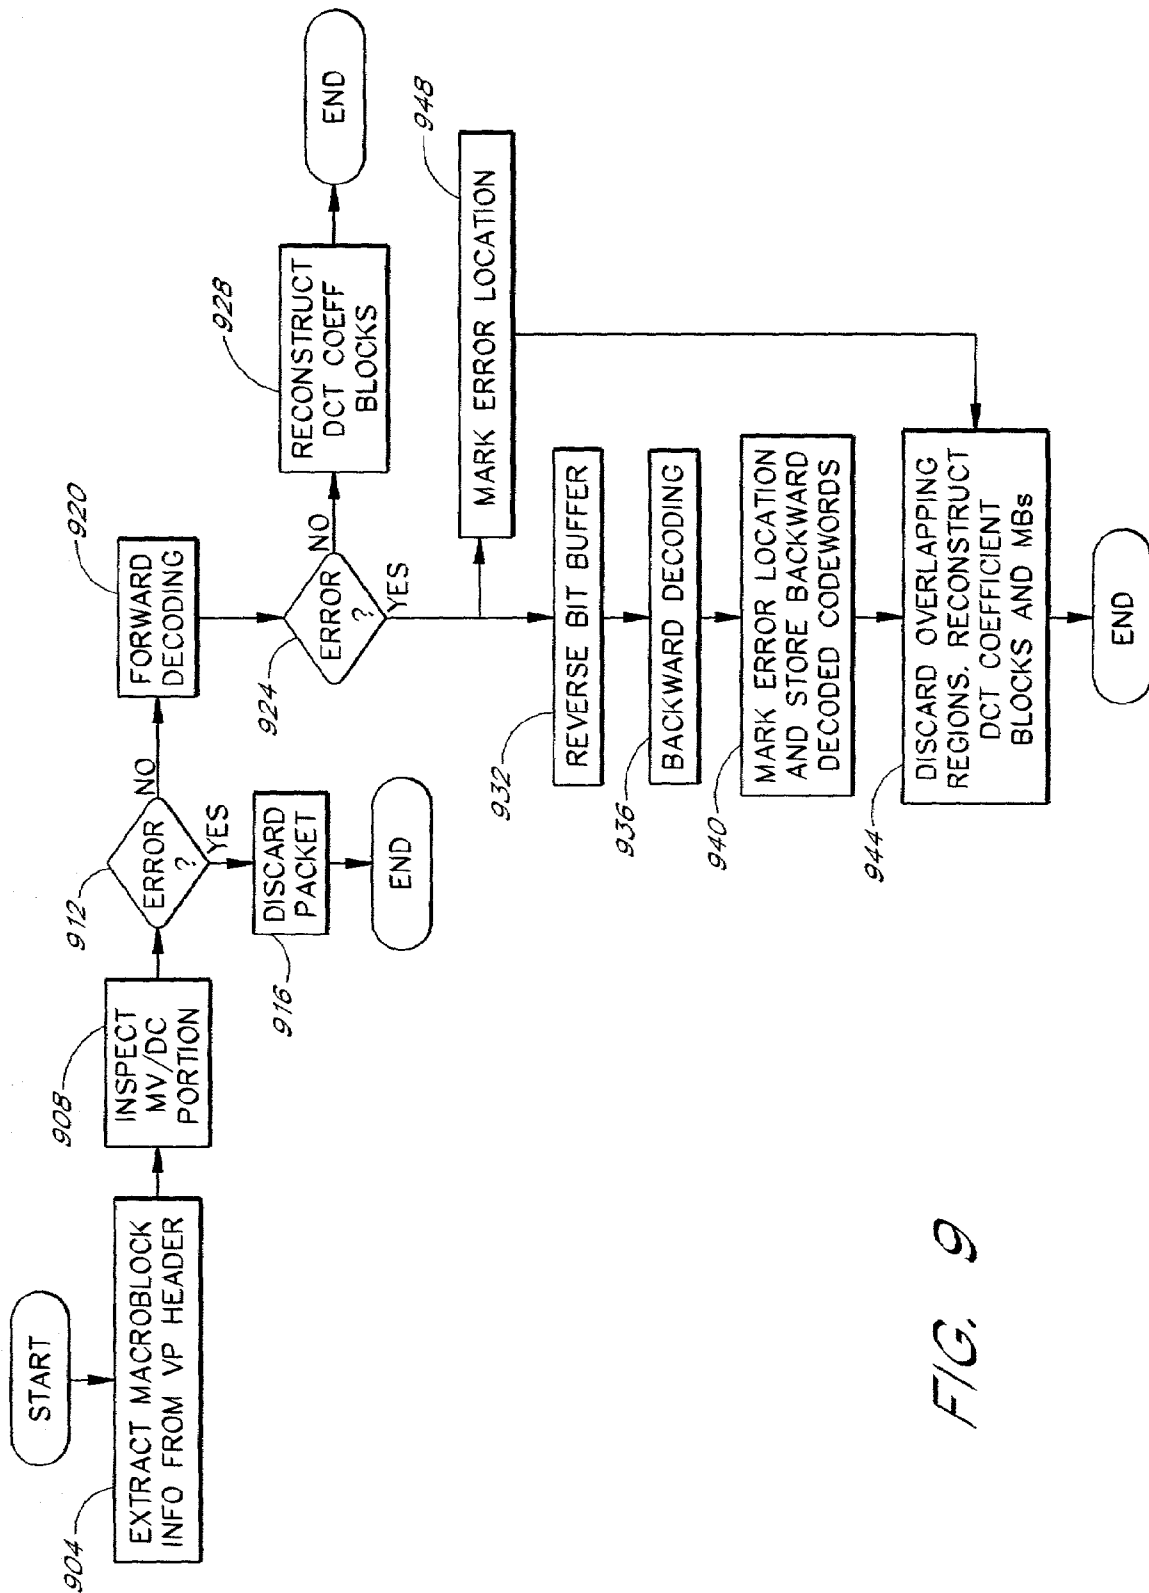 START
904
EXTRACT MACROBLOCK
INFO FROM VP HEADER
908
INSPECT
MV/DC
PORTION
912
ERROR
?
NO
YES
916
DISCARD
PACKET
END
920
FORWARD
DECODING
924
ERROR
?
NO
YES
928
RECONSTRUCT
DCT COEFF
BLOCKS
END
948
MARK ERROR LOCATION
932
REVERSE BIT BUFFER
936
BACKWARD DECODING
940
MARK ERROR LOCATION
AND STORE BACKWARD
DECODED CODEWORDS
944
DISCARD OVERLAPPING
REGIONS. RECONSTRUCT
DCT COEFFICIENT
BLOCKS AND MBs
END
FIG. 9